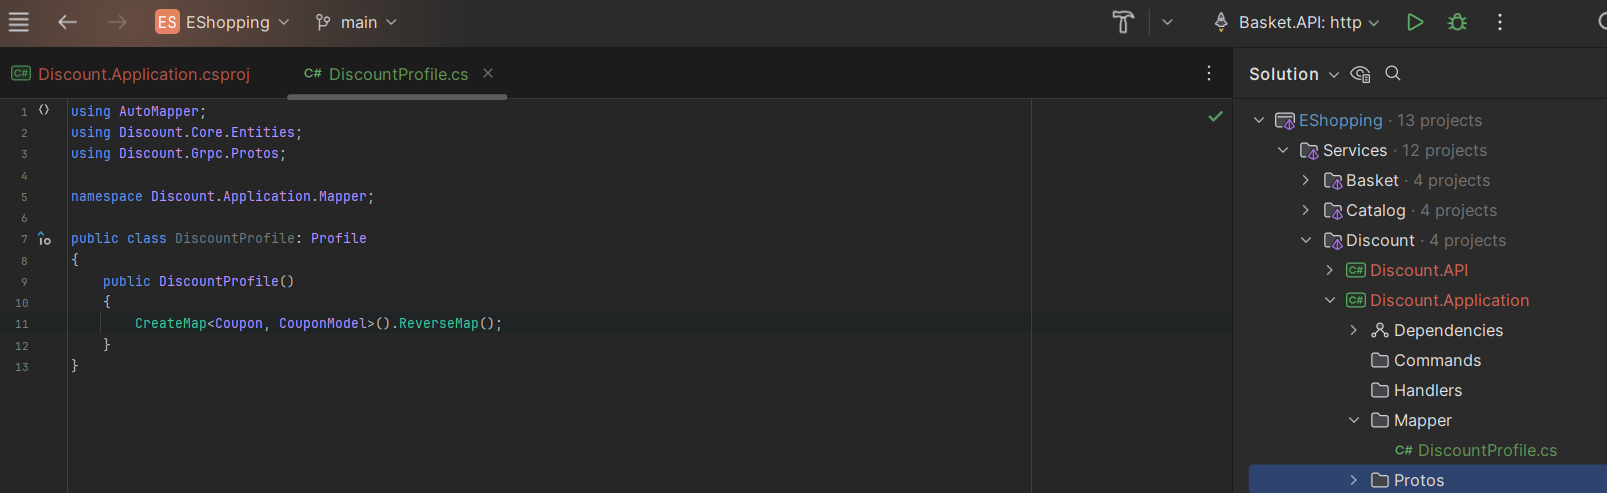 ES EShopping main Basket.API: http
C# Discount.Application.csproj C# DiscountProfile.cs Solution
1 using AutoMapper;
2 using Discount.Core.Entities;
3 using Discount.Grpc.Protos;
4
5 namespace Discount.Application.Mapper;
6
7 public class DiscountProfile: Profile
8 {
9 public DiscountProfile()
10 {
11 CreateMap<Coupon, CouponModel>().ReverseMap();
12 }
13 }
EShopping · 13 projects
Services · 12 projects
Basket · 4 projects
Catalog · 4 projects
Discount · 4 projects
C# Discount.API
C# Discount.Application
Dependencies
Commands
Handlers
Mapper
C# DiscountProfile.cs
Protos